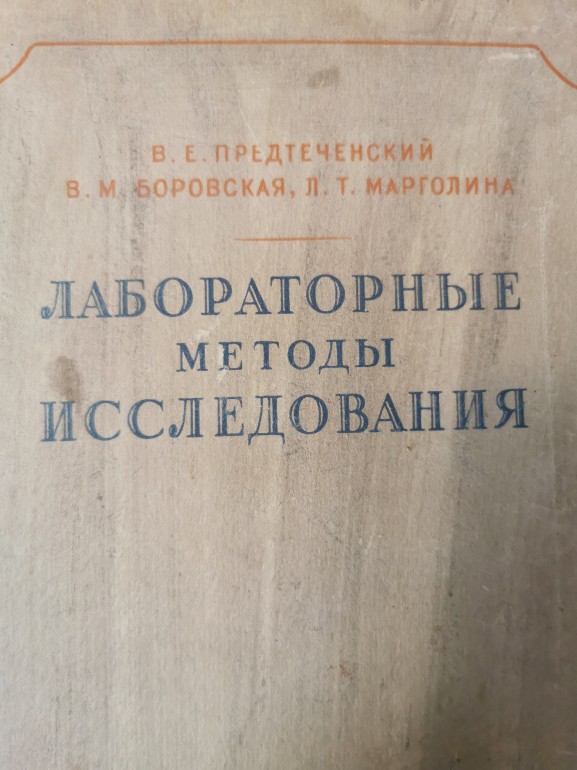 В. Е. ПРЕДТЕЧЕНСКИЙ
В. М. БОРОВСКАЯ, Л. Т. МАРГОЛИНА
ЛАБОРАТОРНЫЕ
МЕТОДЫ
ИССЛЕДОВАНИЯ